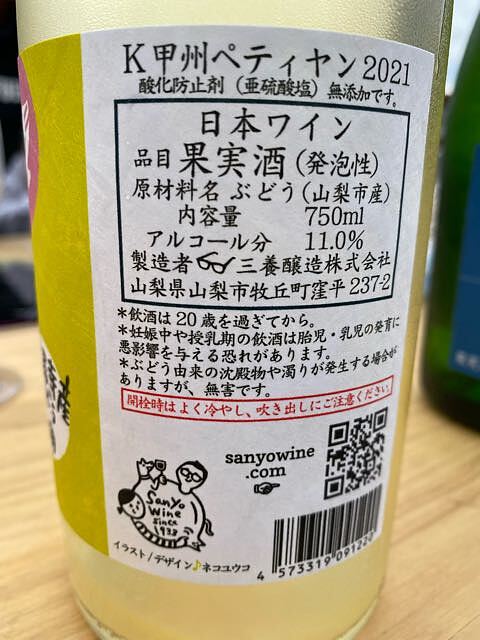 K甲州ペティヤン2021
酸化防止剤（亜硫酸塩）無添加です。
日本ワイン
品目 果実酒（発泡性）
原材料名 ぶどう（山梨市産）
内容量 750ml
アルコール分 11.0%
製造者 三養醸造株式会社
山梨県山梨市牧丘町窪平 237-2
*飲酒は20歳を過ぎてから。
*妊娠中や授乳期の飲酒は胎児・乳児の発育に
悪影響を与える恐れがあります。
*ぶどう由来の沈殿物や濁りが発生する場合が
ありますが、無害です。
開栓時はよく冷やし、吹き出しにご注意ください。
sanyowine
.com
SanYo
Wine
Since
1933
イラスト/デザイン♪ネコユウコ
4 573319 091220